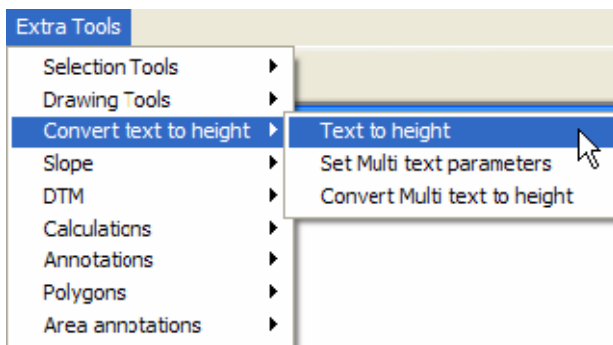 Extra Tools
Selection Tools
Drawing Tools
Convert text to height
Text to height
Slope
Set Multi text parameters
DTM
Convert Multi text to height
Calculations
Annotations
Polygons
Area annotations